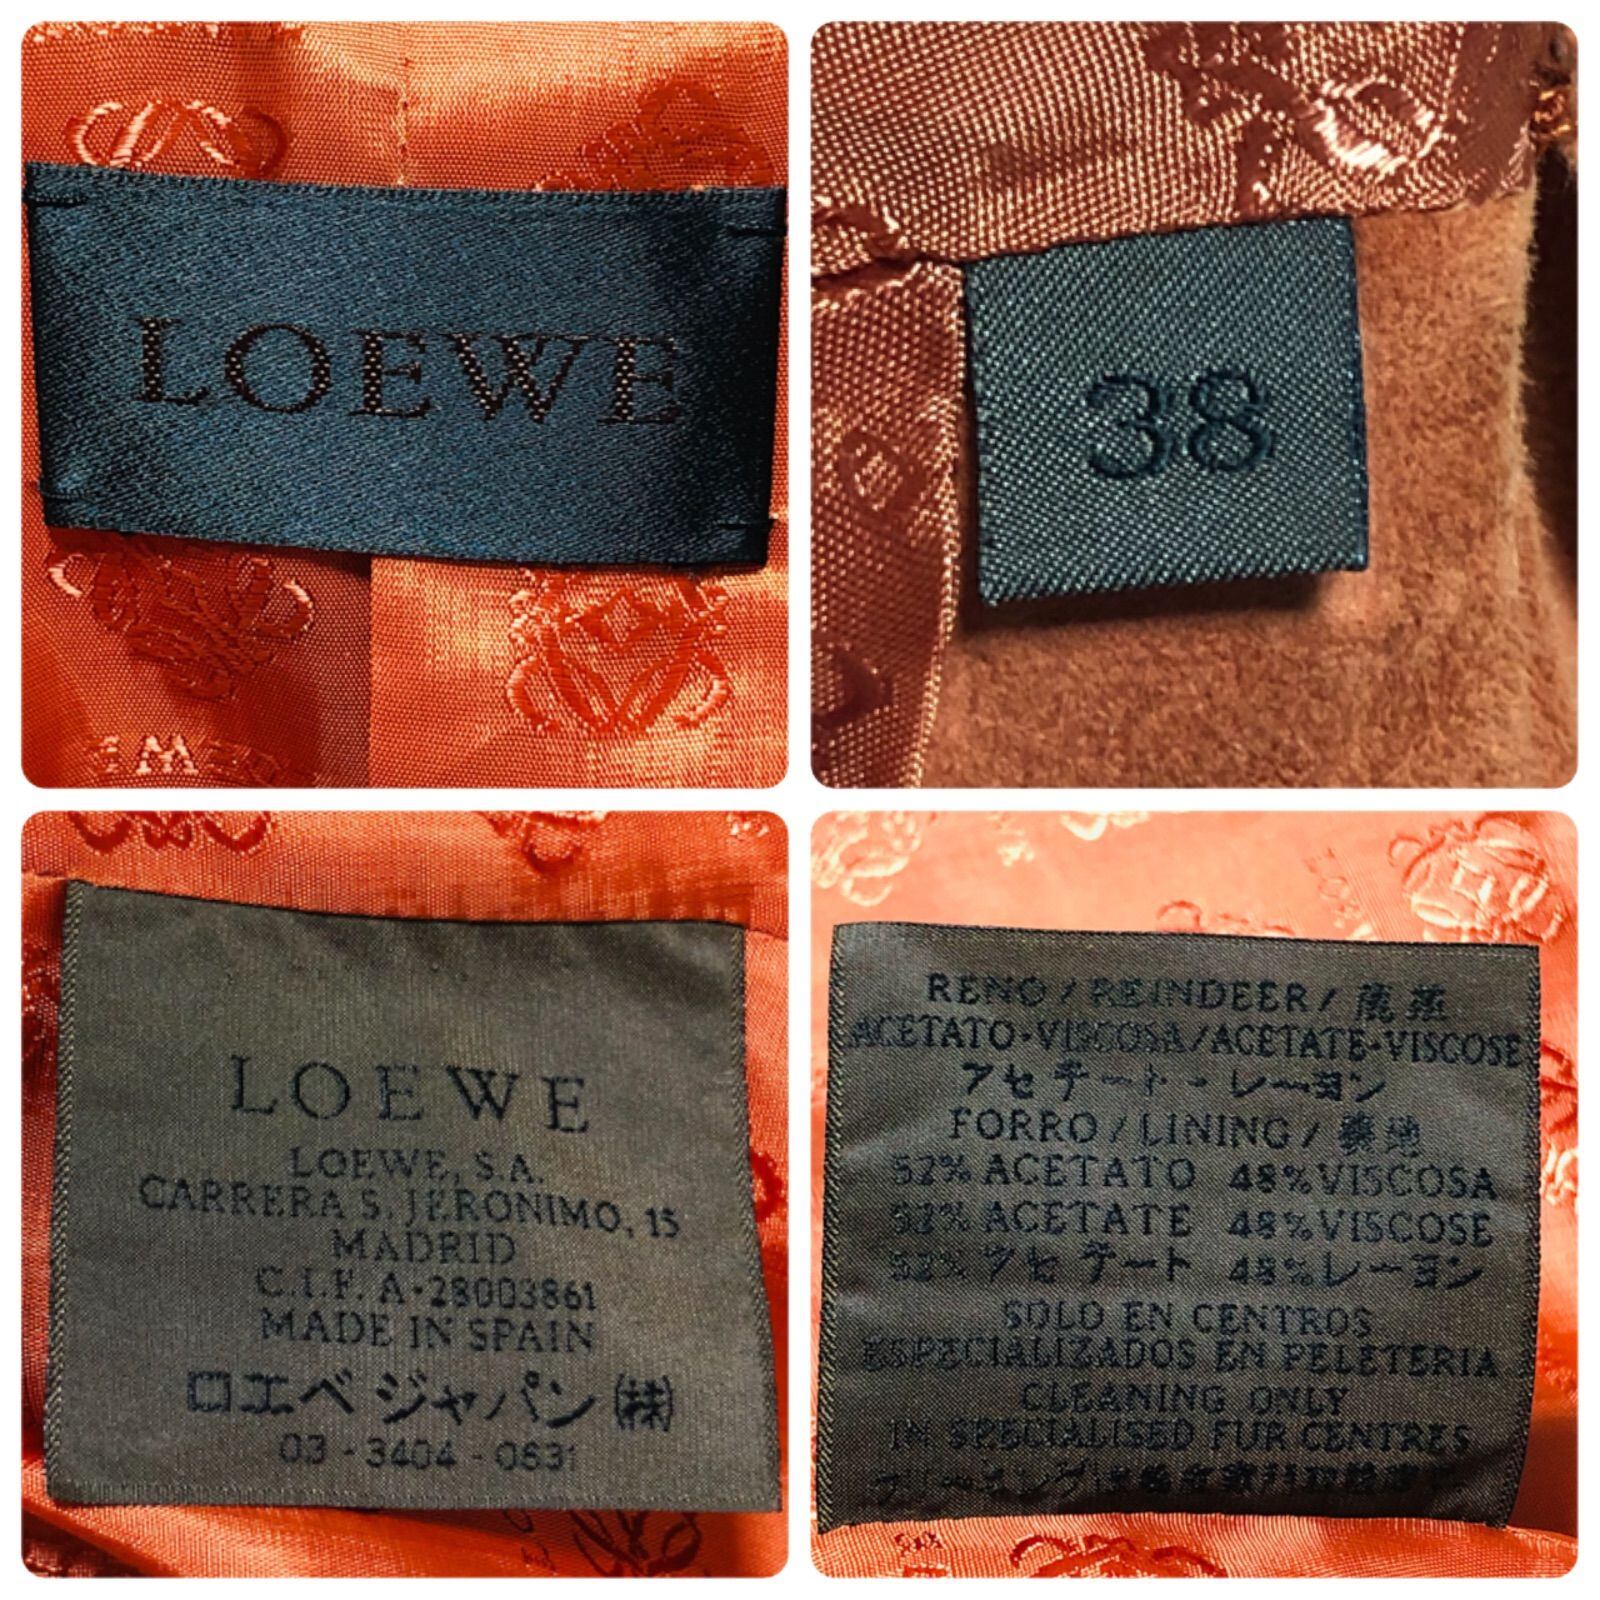 LOEWE
38
LOEWE
LOEWE, S.A.
CARRERA S. JERONIMO, 15
MADRID
C.I.F. A-28003861
MADE IN SPAIN
ロエベ ジャパン(株)
03-3404-0631
RENO / REINDEER /
ACETATO-VISCOSA/ACETATE-VISCOSE
アセテート-レーヨン
FORRO / LINING / 裏地
52% ACETATO 48% VISCOSA
52% ACETATE 48% VISCOSE
52% アセテート 48% レーヨン
SOLO EN CENTROS
ESPECIALIZADOS EN PELETERIA
CLEANING ONLY
IN SPECIALISED FUR CENTRES